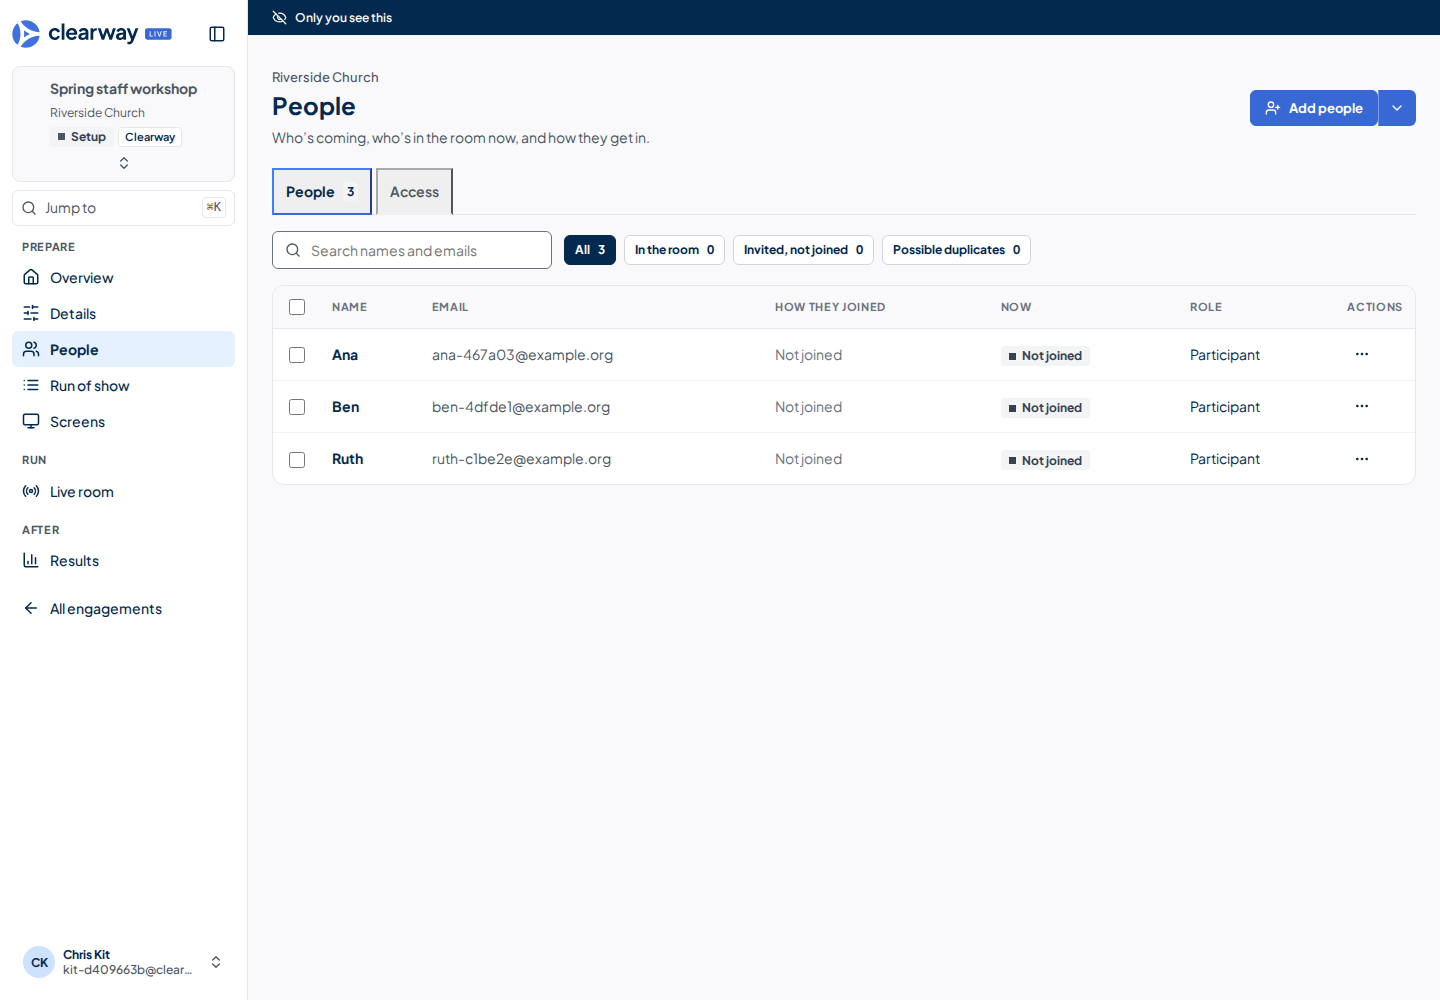 clearway LIVE
Only you see this
Spring staff workshop
Riverside Church
Setup Clearway
Jump to ⌘K
PREPARE
Overview
Details
People
Run of show
Screens
RUN
Live room
AFTER
Results
All engagements
CK Chris Kit
kit-d409663b@clear...
Riverside Church
People
Who's coming, who's in the room now, and how they get in.
Add people
People 3 Access
Search names and emails All 3 In the room 0 Invited, not joined 0 Possible duplicates 0
NAME EMAIL HOW THEY JOINED NOW ROLE ACTIONS
Ana ana-467a03@example.org Not joined Not joined Participant
Ben ben-4dfde1@example.org Not joined Not joined Participant
Ruth ruth-c1be2e@example.org Not joined Not joined Participant